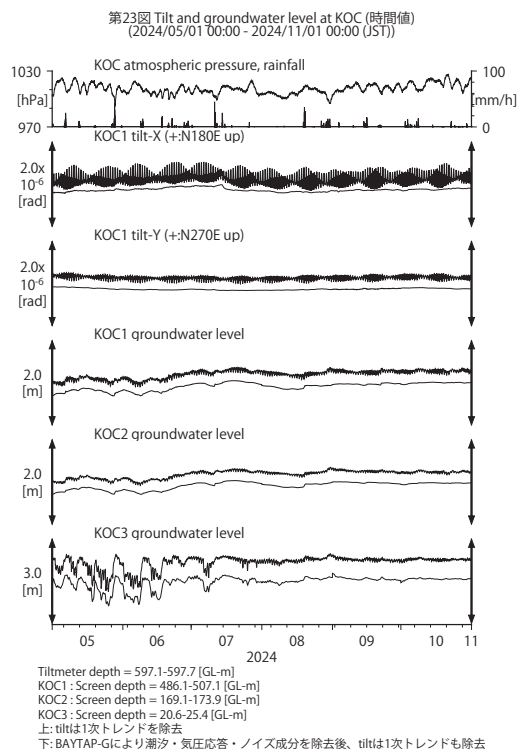 第23図 Tilt and groundwater level at KOC (時間値)
(2024/05/01 00:00 - 2024/11/01 00:00 (JST))
KOC atmospheric pressure, rainfall
1030
[hPa]
970
100
[mm/h]
0
KOC1 tilt-X (+:N180E up)
2.0x
10-6
[rad]
KOC1 tilt-Y (+:N270E up)
2.0x
10-6
[rad]
KOC1 groundwater level
2.0
[m]
KOC2 groundwater level
2.0
[m]
KOC3 groundwater level
3.0
[m]
05 06 07 08 09 10 11
2024
Tiltmeter depth = 597.1-597.7 [GL-m]
KOC1 : Screen depth = 486.1-507.1 [GL-m]
KOC2 : Screen depth = 169.1-173.9 [GL-m]
KOC3 : Screen depth = 20.6-25.4 [GL-m]
上: tiltは1次トレンドを除去
下: BAYTAP-Gにより潮汐・気圧応答・ノイズ成分を除去後、tiltは1次トレンドも除去